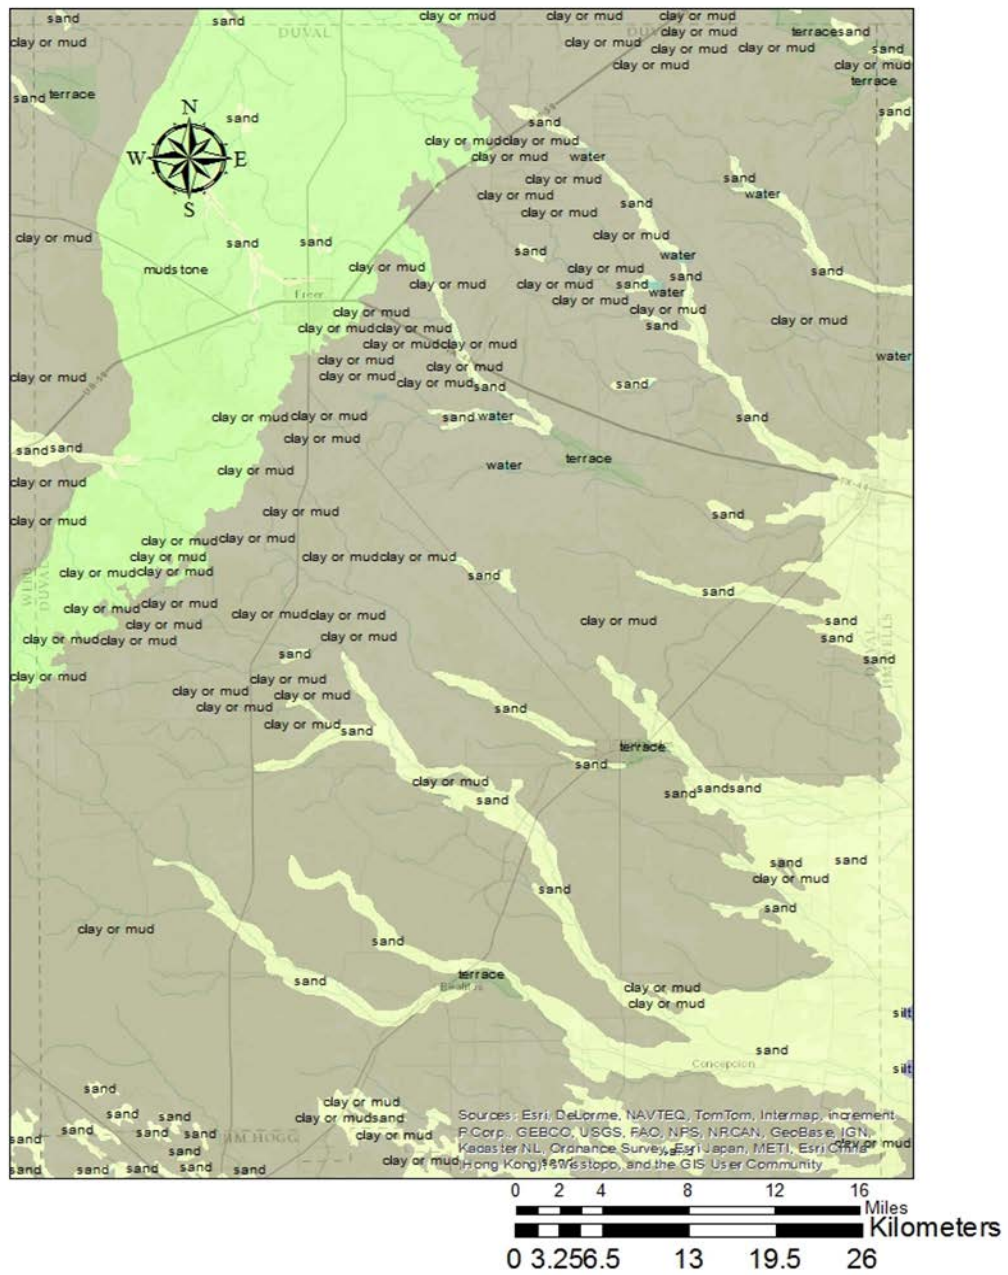 sand sand clay or mud clay or mud clay or mud
DUVAL clay or mud terrace sand
clay or mud clay or mud clay or mud clay or mud sand
clay or mud clay or mud
sand terrace terrace
sand sand
N sand
clay or mud clay or mud
W E clay or mud water
clay or mud sand
clay or mud water
S clay or mud sand
clay or mud clay or mud
sand sand sand
water
mudstone clay or mud clay or mud sand sand
clay or mud clay or mud sand
Freer clay or mud water
clay or mud clay or mud
clay or mud clay or mud clay or mud sand
clay or mud clay or mud
clay or mud clay or mud water
clay or mud clay or mud
clay or mud sand sand
clay or mud clay or mud sand water sand
clay or mud
sand sand
clay or mud water terrace
clay or mud
clay or mud clay or mud sand
clay or mud clay or mud
clay or mud clay or mud clay or mud
clay or mud clay or mud sand
DUVAL sand
clay or mud clay or mud
clay or mud clay or mud clay or mud sand
clay or mud clay or mud clay or mud sand
sand sand
clay or mud clay or mud
clay or mud clay or mud
clay or mud sand
clay or mud sand
terrace
sand
clay or mud sand sand sand
sand
sand sand
clay or mud
sand
sand
clay or mud
sand
terrace
sand clay or mud
clay or mud
silt
sand
Concepcion silt
sand
clay or mud
sand sand clay or mud sand
sand sand sand clay or mud
sand JIM HOGG
sand
sand sand sand sand sand clay or mud
clay or mud
Sources: Esri, DeLorme, NAVTEQ, TomTom, Intermap, increment
P Corp., GEBCO, USGS, FAO, NPS, NRCAN, GeoBase, IGN,
Kadaster NL, Ordnance Survey, Esri Japan, METI, Esri China
(Hong Kong), swisstopo, and the GIS User Community
0 2 4 8 12 16
Miles
Kilometers
0 3.25 6.5 13 19.5 26